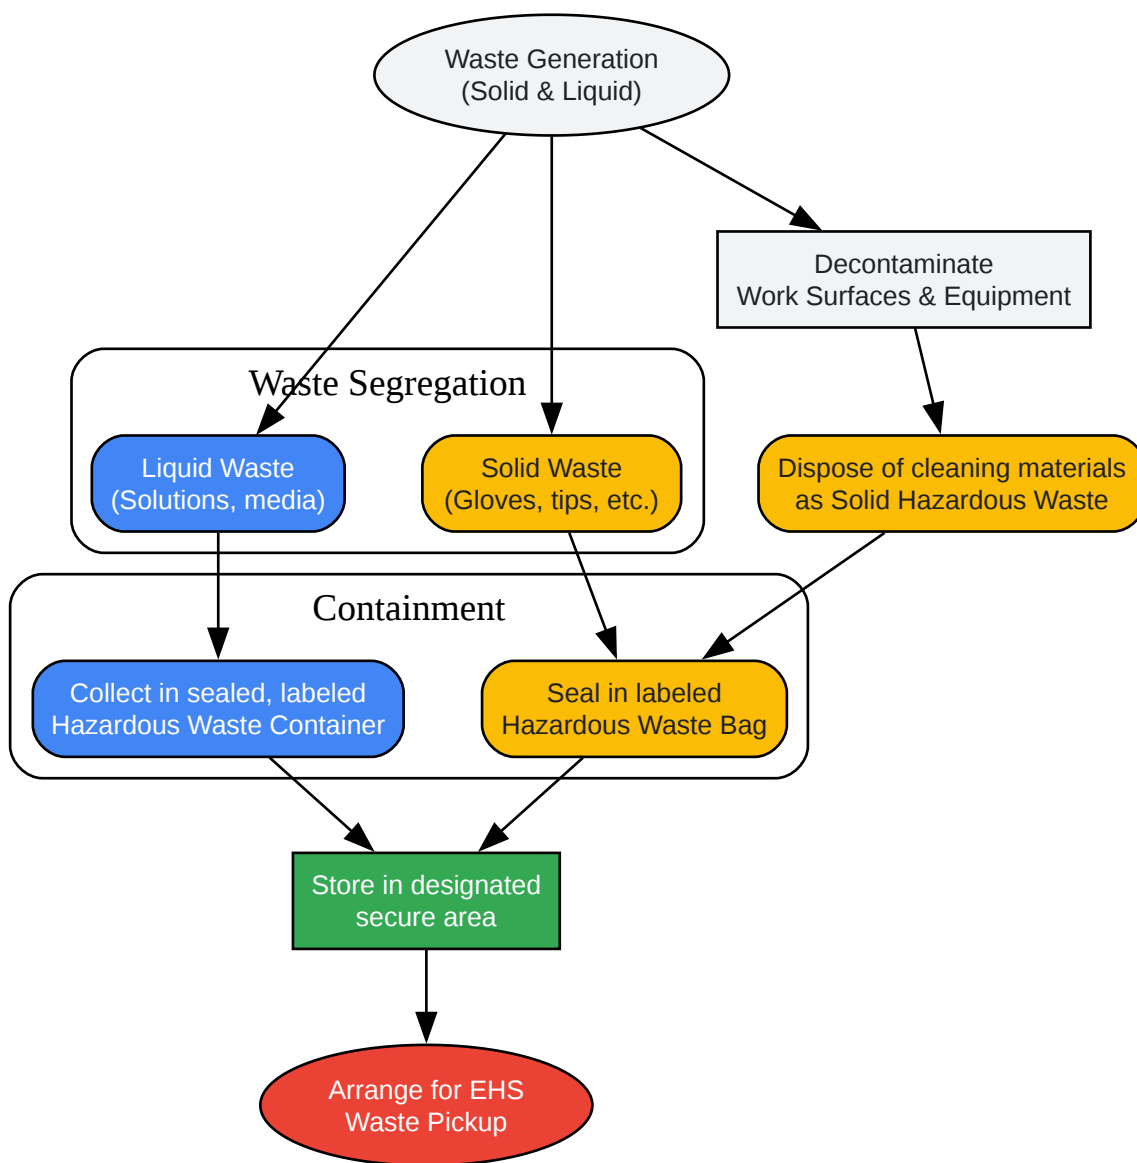 Waste Generation
(Solid & Liquid)
Decontaminate
Work Surfaces & Equipment
Waste Segregation
Liquid Waste
(Solutions, media)
Solid Waste
(Gloves, tips, etc.)
Dispose of cleaning materials
as Solid Hazardous Waste
Containment
Collect in sealed, labeled
Hazardous Waste Container
Seal in labeled
Hazardous Waste Bag
Store in designated
secure area
Arrange for EHS
Waste Pickup